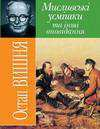 Мисливські
усмішки
та інші
оповідання
Остап ВИШНЯ